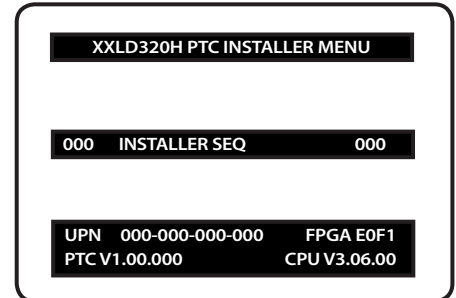 XXLD320H PTC INSTALLER MENU
000 INSTALLER SEQ 000
UPN 000-000-000-000 FPGA E0F1
PTC V1.00.000 CPU V3.06.00